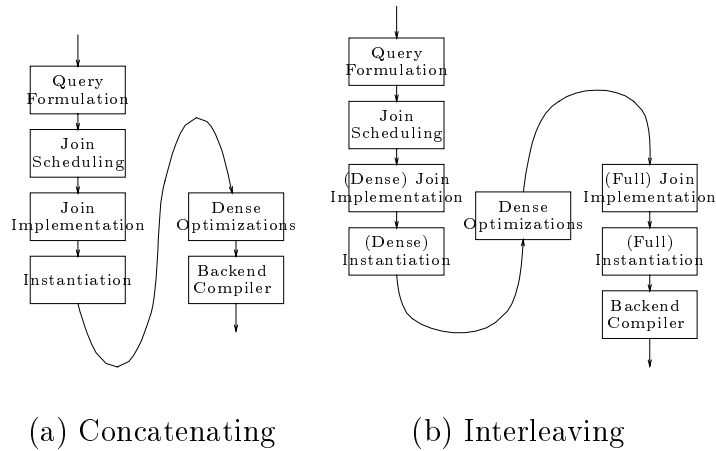 Query
Formulation
Join
Scheduling
Join
Implementation
Instantiation
Dense
Optimizations
Backend
Compiler
(a) Concatenating
Query
Formulation
Join
Scheduling
(Dense) Join
Implementation
(Dense)
Instantiation
Dense
Optimizations
(Full) Join
Implementation
(Full)
Instantiation
Backend
Compiler
(b) Interleaving